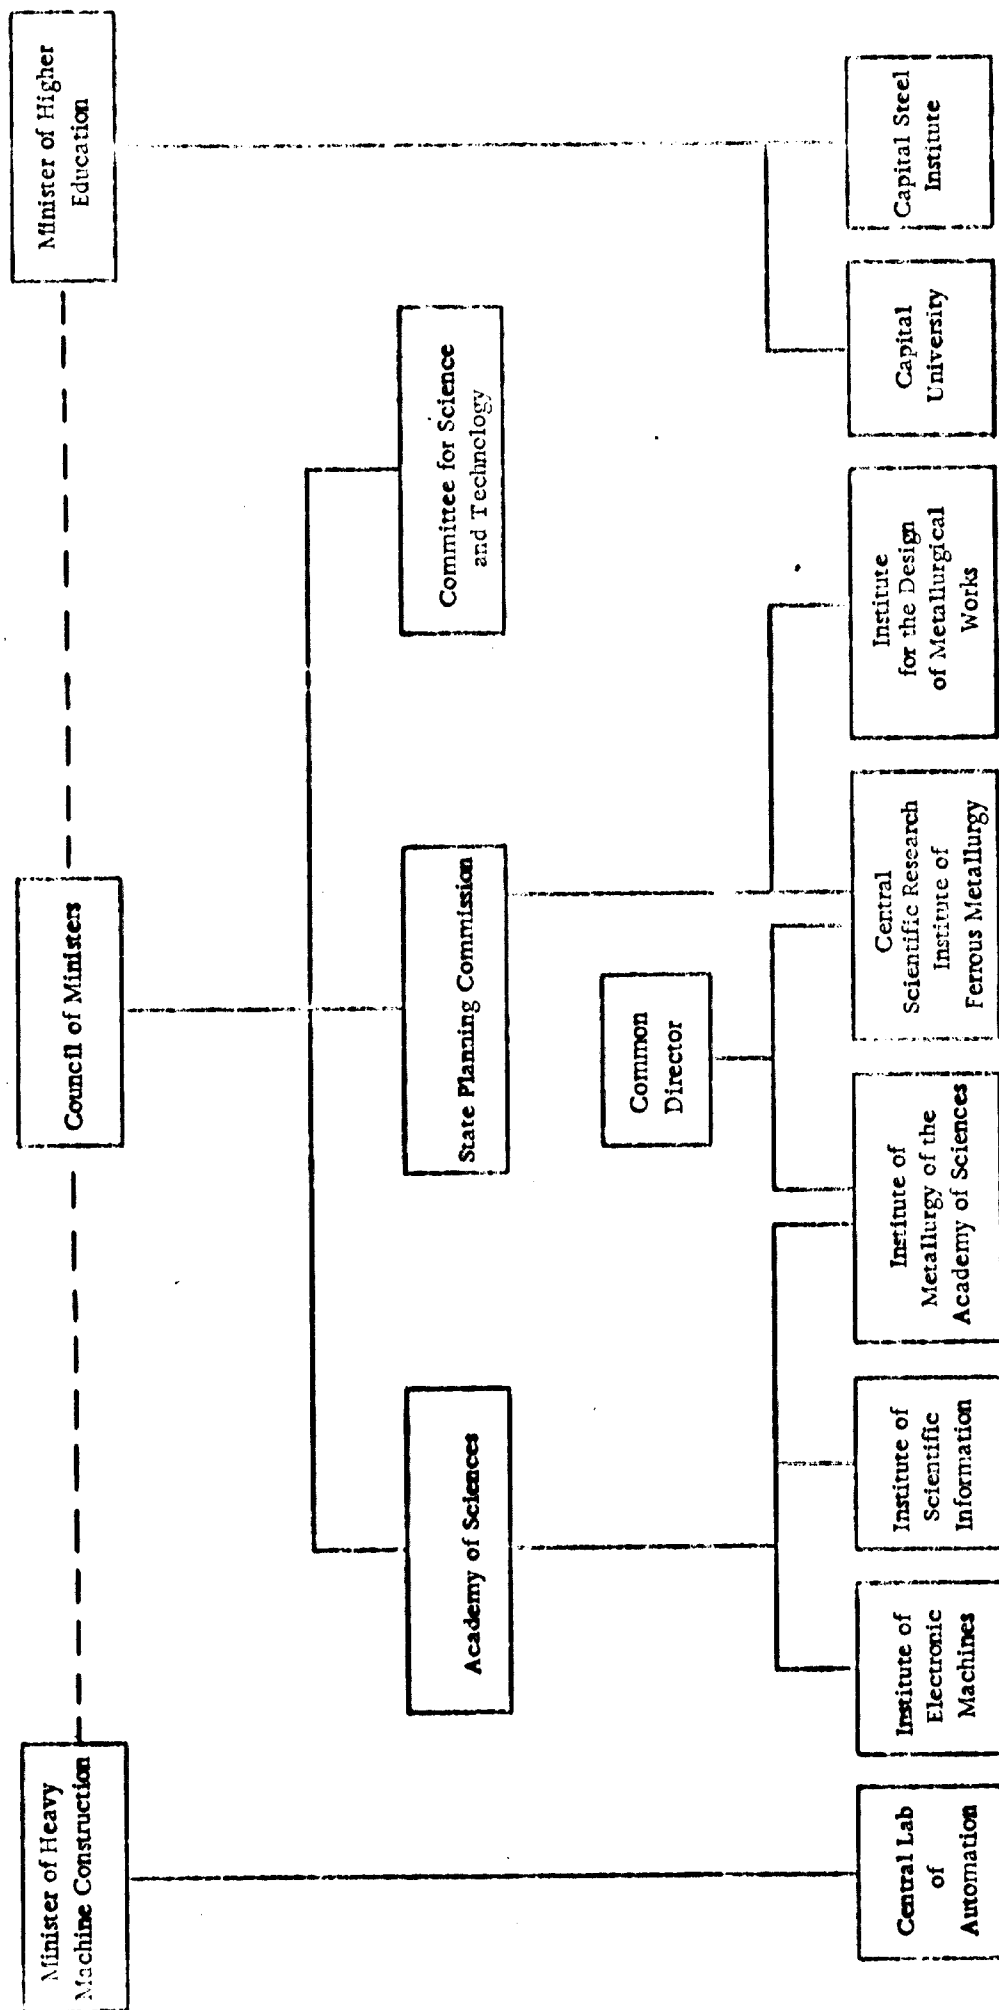 Minister of Heavy
Machine Construction
Council of Ministers
Minister of Higher
Education
Academy of Sciences
State Planning Commission
Committee for Science
and Technology
Common
Director
Central Lab
of
Automation
Institute of
Electronic
Machines
Institute of
Scientific
Information
Institute of
Metallurgy of the
Academy of Sciences
Central
Scientific Research
Institute of
Ferrous Metallurgy
Institute
for the Design
of Metallurgical
Works
Capital
University
Capital Steel
Institute